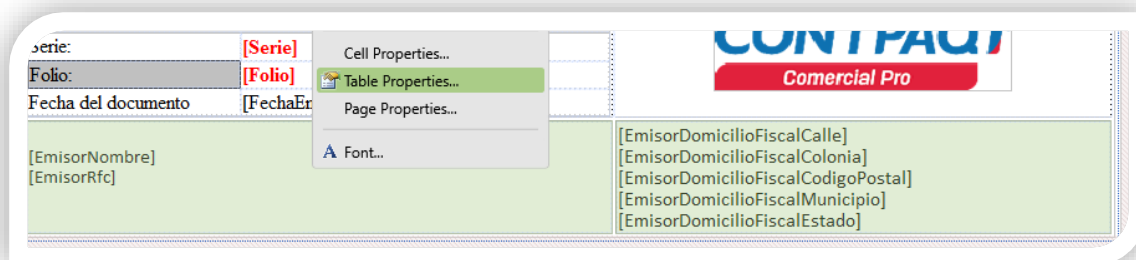 Serie: [Serie]
Folio: [Folio]
Fecha del documento [FechaEm
Cell Properties...
Table Properties...
Page Properties...
A Font...
CONTPAQi
Comercial Pro
[EmisorNombre]
[EmisorRfc]
[EmisorDomicilioFiscalCalle]
[EmisorDomicilioFiscalColonia]
[EmisorDomicilioFiscalCodigoPostal]
[EmisorDomicilioFiscalMunicipio]
[EmisorDomicilioFiscalEstado]